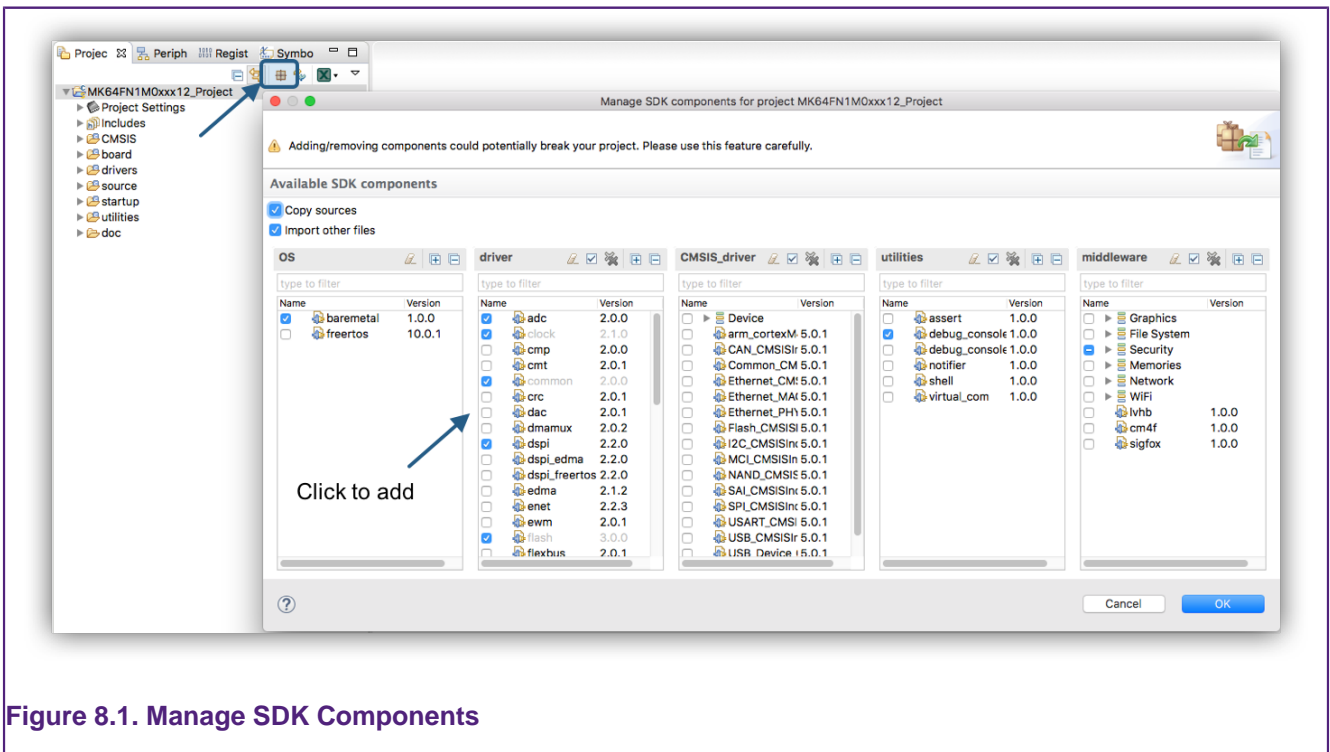 Projec Periph Regist Symbo
MK64FN1M0xxx12_Project
Project Settings
Includes
CMSIS
board
drivers
source
startup
utilities
doc
Manage SDK components for project MK64FN1M0xxx12_Project
Adding/removing components could potentially break your project. Please use this feature carefully.
Available SDK components
Copy sources
Import other files
OS
type to filter
Name Version
baremetal 1.0.0
freertos 10.0.1
driver
type to filter
Name Version
adc 2.0.0
clock 2.1.0
cmp 2.0.0
cmt 2.0.1
common 2.0.0
crc 2.0.1
dac 2.0.1
dmamux 2.0.2
dspi 2.2.0
dspi_edma 2.2.0
dspi_freertos 2.2.0
edma 2.1.2
enet 2.2.3
ewm 2.0.1
flash 3.0.0
flexbus 2.0.1
CMSIS_driver
type to filter
Name Version
Device
arm_cortexM 5.0.1
CAN_CMSISIr 5.0.1
Common_CM 5.0.1
Ethernet_CM 5.0.1
Ethernet_MA 5.0.1
Ethernet_PH 5.0.1
Flash_CMSIS 5.0.1
I2C_CMSISIn 5.0.1
MCI_CMSISIn 5.0.1
NAND_CMSIS 5.0.1
SAI_CMSISIn 5.0.1
SPI_CMSISIn 5.0.1
USART_CMS 5.0.1
USB_CMSISIr 5.0.1
USB_Device 5.0.1
utilities
type to filter
Name Version
assert 1.0.0
debug_console 1.0.0
debug_console 1.0.0
notifier 1.0.0
shell 1.0.0
virtual_com 1.0.0
middleware
type to filter
Name Version
Graphics
File System
Security
Memories
Network
WiFi
lvhb 1.0.0
cm4f 1.0.0
sigfox 1.0.0
Click to add
?
Cancel OK
Figure 8.1. Manage SDK Components